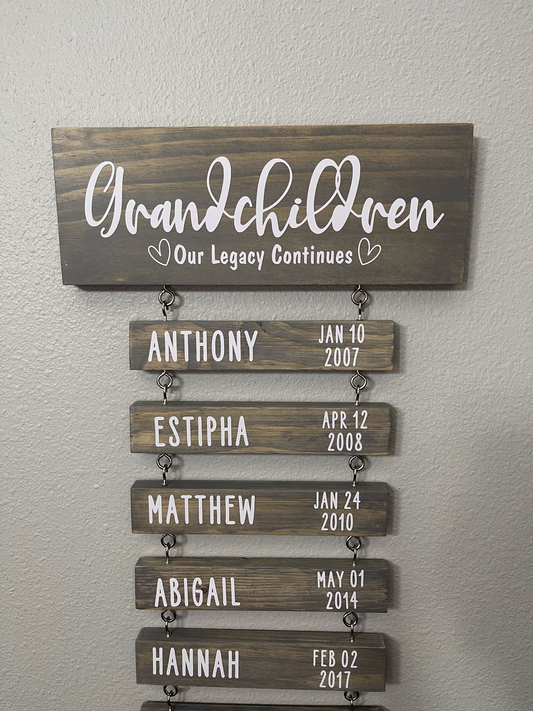 Grandchildren
Our Legacy Continues
ANTHONY JAN 10
2007
ESTIPHA APR 12
2008
MATTHEW JAN 24
2010
ABIGAIL MAY 01
2014
HANNAH FEB 02
2017